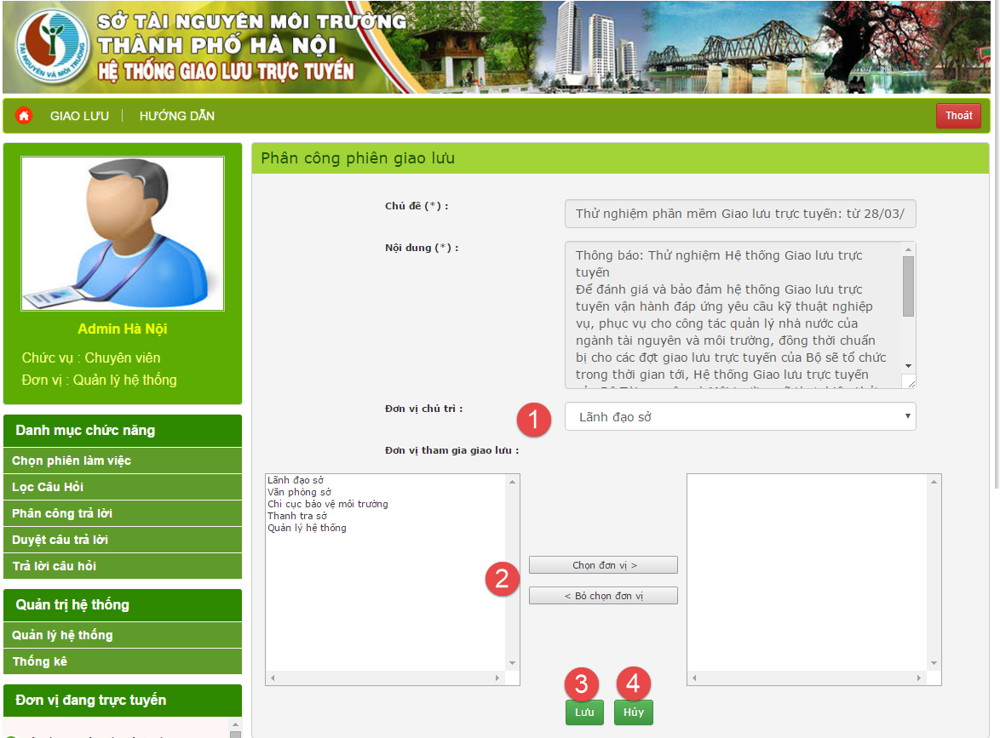 SỞ TÀI NGUYÊN MÔI TRƯỜNG
THÀNH PHỐ HÀ NỘI
HỆ THỐNG GIAO LƯU TRỰC TUYẾN
TÀI NGUYÊN VÀ MÔI TRƯỜNG
GIAO LƯU
HƯỚNG DẪN
Thoát
Admin Hà Nội
Chức vụ : Chuyên viên
Đơn vị : Quản lý hệ thống
Danh mục chức năng
Chọn phiên làm việc
Lọc Câu Hỏi
Phân công trả lời
Duyệt câu trả lời
Trả lời câu hỏi
Quản trị hệ thống
Quản lý hệ thống
Thống kê
Đơn vị đang trực tuyến
Phân công phiên giao lưu
Chủ đề (*) :
Thử nghiệm phần mềm Giao lưu trực tuyến: từ 28/03/
Nội dung (*) :
Thông báo: Thử nghiệm Hệ thống Giao lưu trực
tuyến
Để đánh giá và bảo đảm hệ thống Giao lưu trực
tuyến vận hành đáp ứng yêu cầu kỹ thuật nghiệp
vụ, phục vụ cho công tác quản lý nhà nước của
ngành tài nguyên và môi trường, đồng thời chuẩn
bị cho các đợt giao lưu trực tuyến của Bộ sẽ tổ chức
trong thời gian tới, Hệ thống Giao lưu trực tuyến
Đơn vị chủ trì :
1
Lãnh đạo sở
Đơn vị tham gia giao lưu :
Lãnh đạo sở
Văn phòng sở
Chi cục bảo vệ môi trường
Thanh tra sở
Quản lý hệ thống
2
Chọn đơn vị >
< Bỏ chọn đơn vị
3
4
Lưu
Hủy